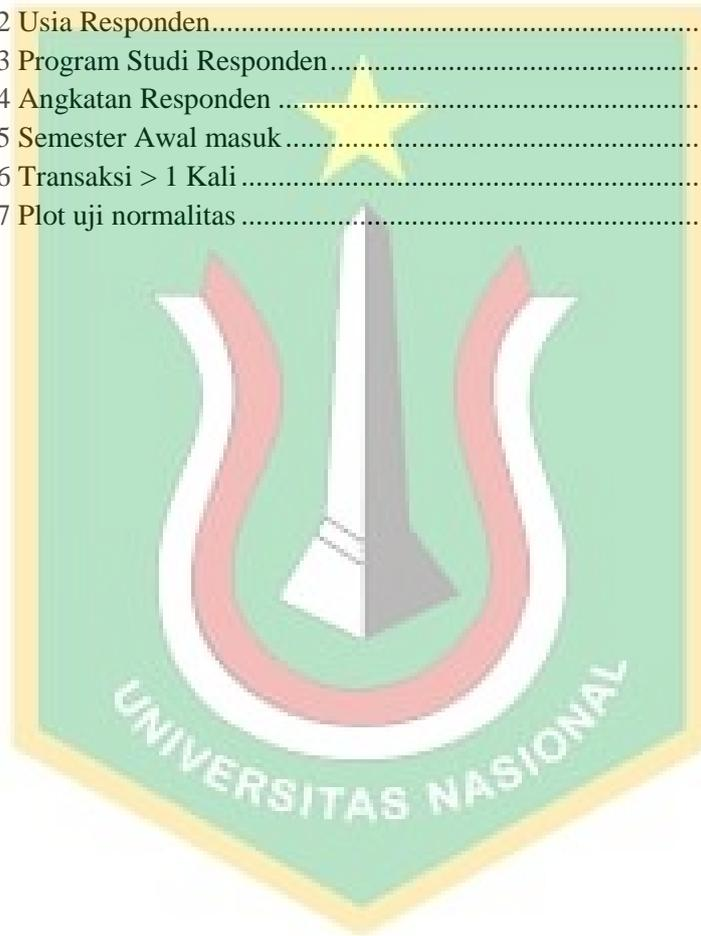 2 Usia Responden..............................................................
3 Program Studi Responden..............................................
4 Angkatan Responden .....................................................
5 Semester Awal masuk....................................................
6 Transaksi > 1 Kali..........................................................
7 Plot uji normalitas ..........................................................
UNIVERSITAS NASIONAL